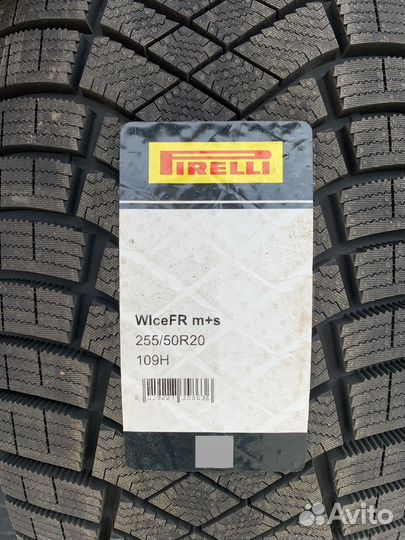 PIRELLI
WIceFR m+s
255/50R20
109H
Avito